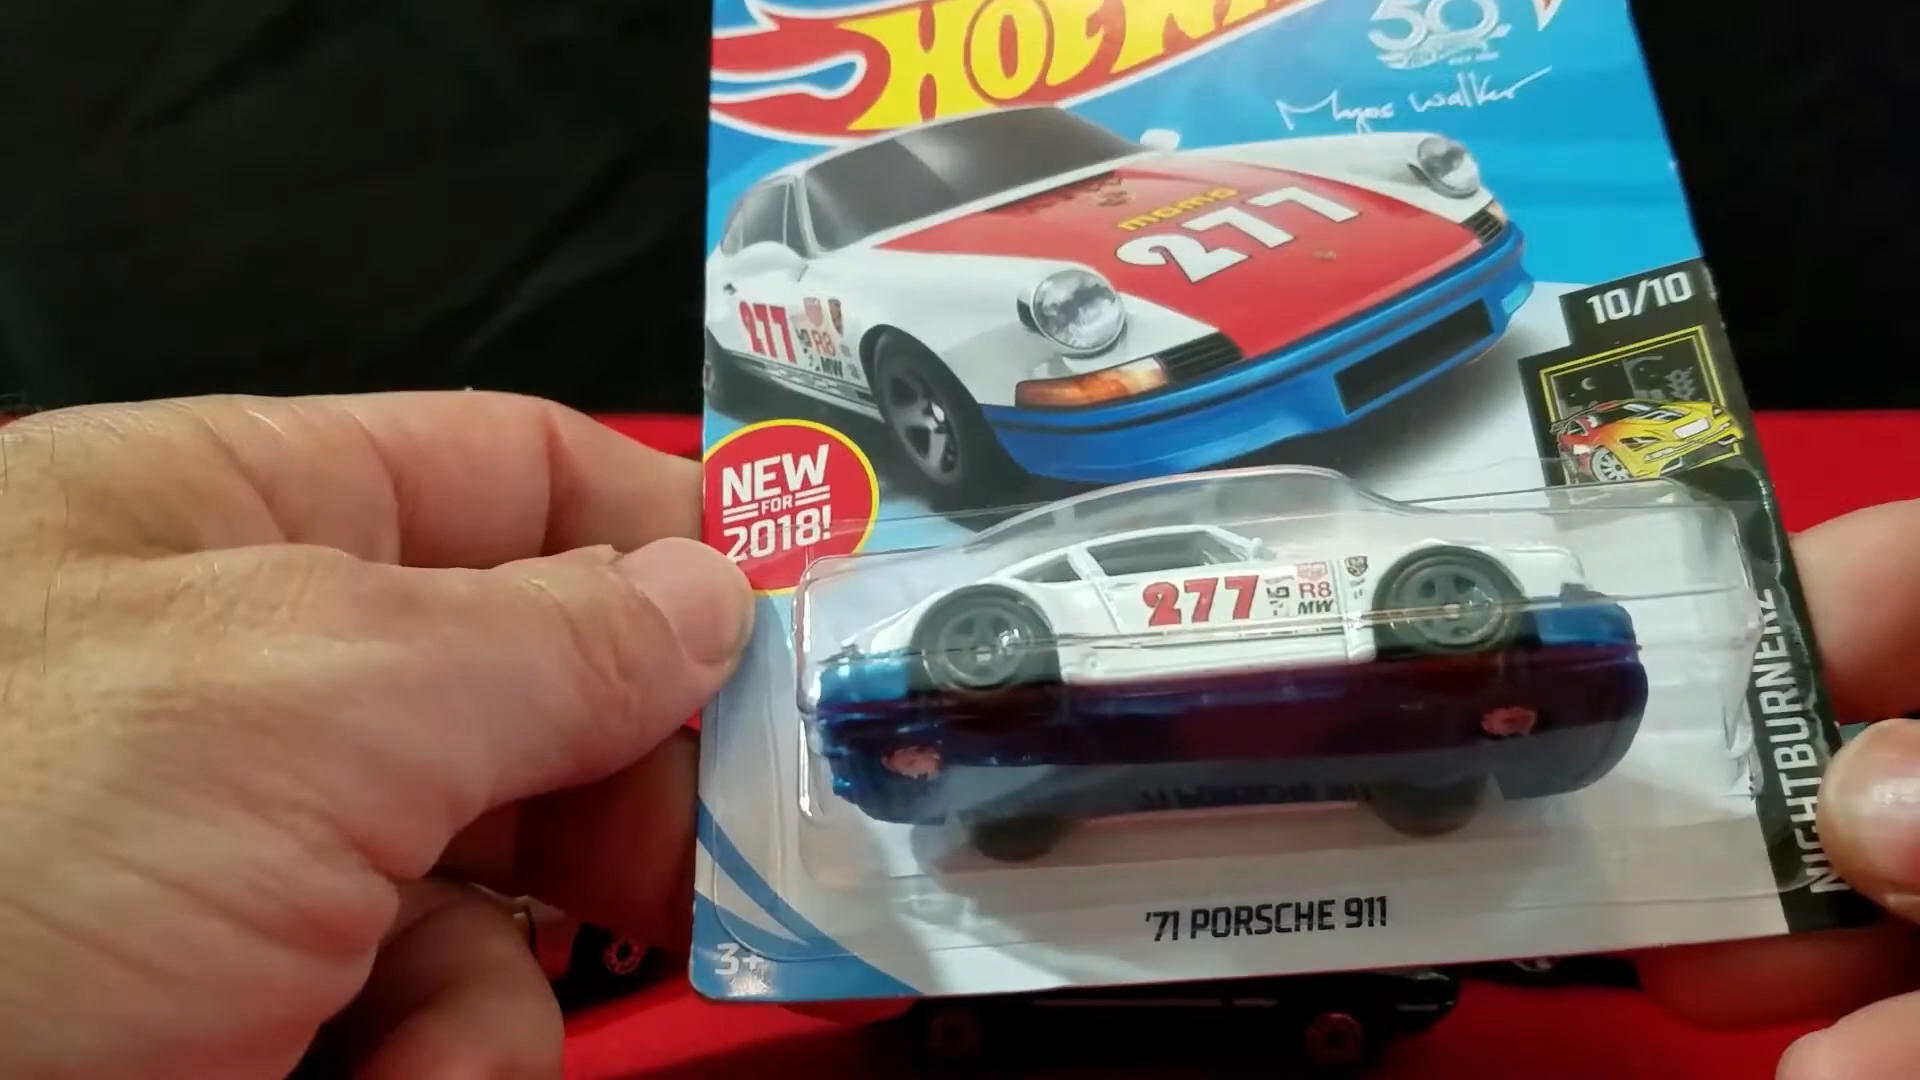 50
Magnus Walker
momo
277
10/10
277
R8
MW
NEW
FOR
2018!
277
R8
MW
NIGHTBURNERZ
'71 PORSCHE 911
3+